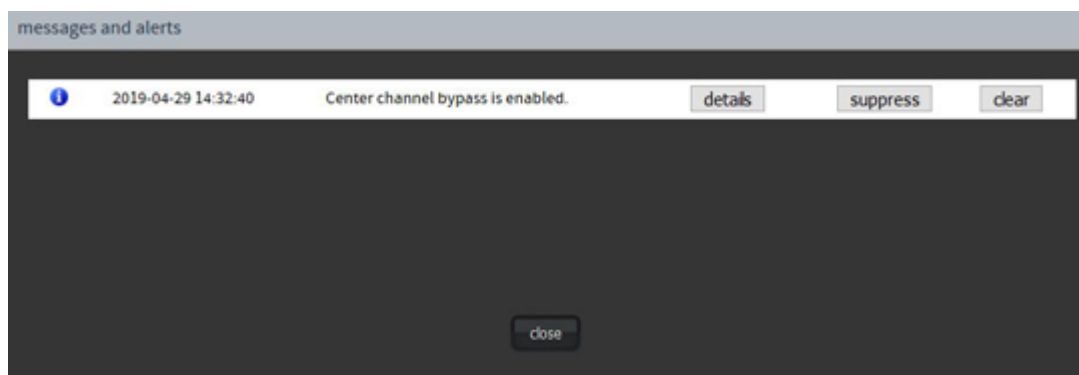 messages and alerts
2019-04-29 14:32:40 Center channel bypass is enabled. details suppress clear
close